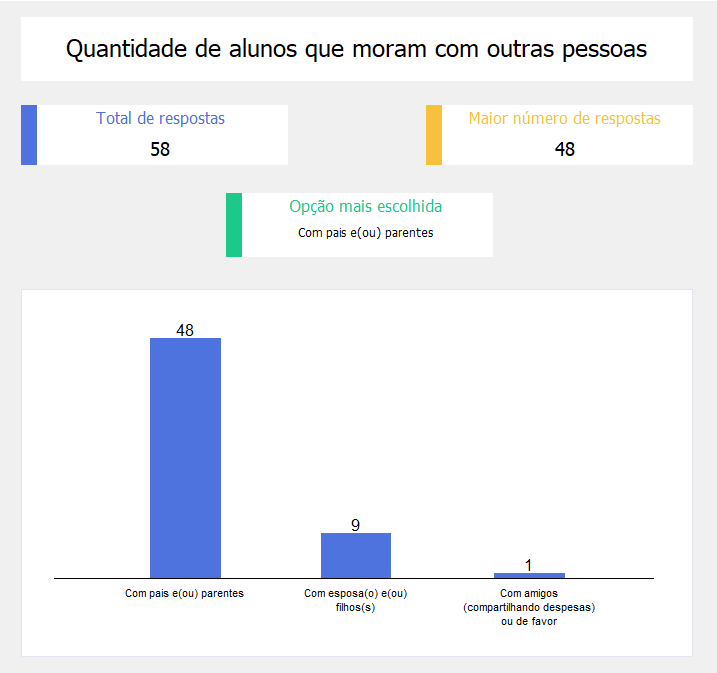 Quantidade de alunos que moram com outras pessoas
Total de respostas
58
Maior número de respostas
48
Opção mais escolhida
Com pais e(ou) parentes
48
9
1
Com pais e(ou) parentes
Com esposa(o) e(ou)
filhos(s)
Com amigos
(compartilhando despesas)
ou de favor